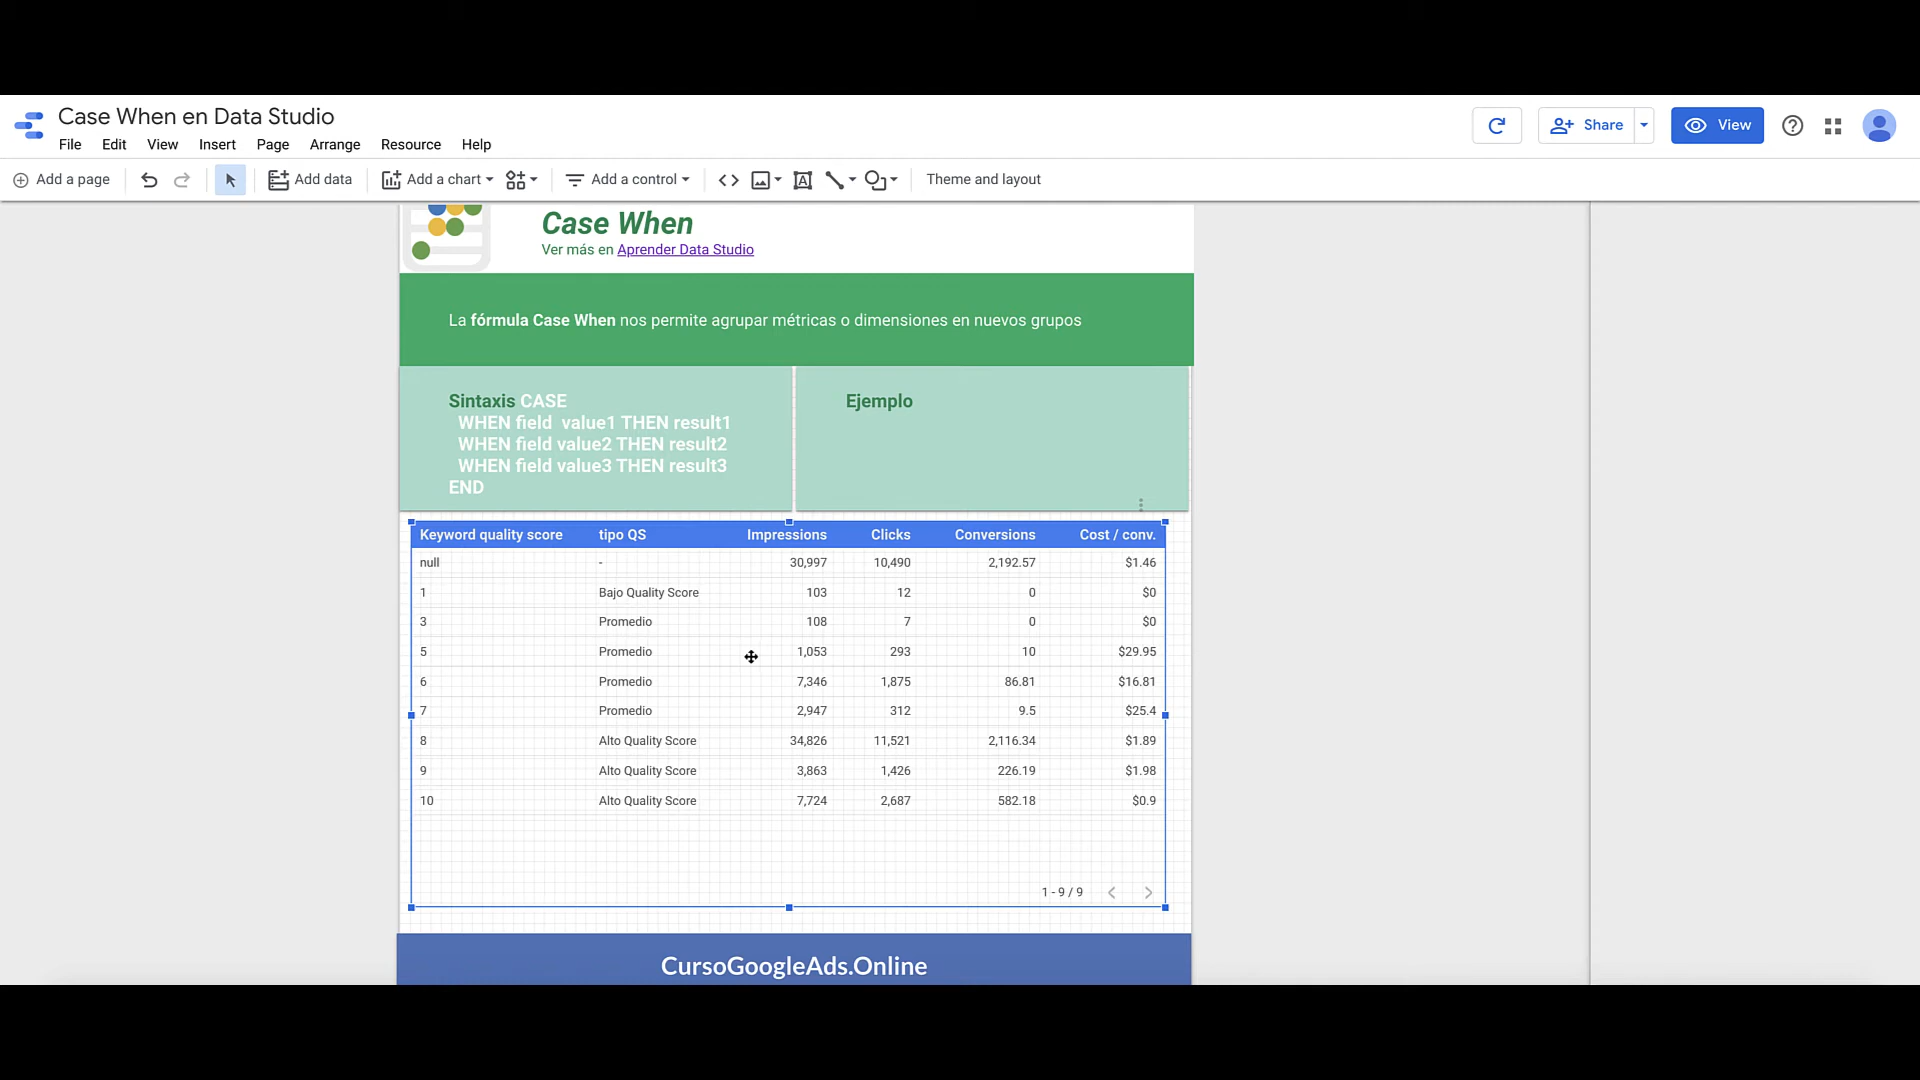 Case When en Data Studio
File Edit View Insert Page Arrange Resource Help
Share View
Add a page Add data Add a chart Add a control Theme and layout
Case When
Ver más en Aprender Data Studio
La fórmula Case When nos permite agrupar métricas o dimensiones en nuevos grupos
Sintaxis CASE
WHEN field value1 THEN result1
WHEN field value2 THEN result2
WHEN field value3 THEN result3
END
Ejemplo
Keyword quality score tipo QS Impressions Clicks Conversions Cost / conv.
null - 30,997 10,490 2,192.57 $1.46
1 Bajo Quality Score 103 12 0 $0
3 Promedio 108 7 0 $0
5 Promedio 1,053 293 10 $29.95
6 Promedio 7,346 1,875 86.81 $16.81
7 Promedio 2,947 312 9.5 $25.4
8 Alto Quality Score 34,826 11,521 2,116.34 $1.89
9 Alto Quality Score 3,863 1,426 226.19 $1.98
10 Alto Quality Score 7,724 2,687 582.18 $0.9
1 - 9 / 9
CursoGoogleAds.Online